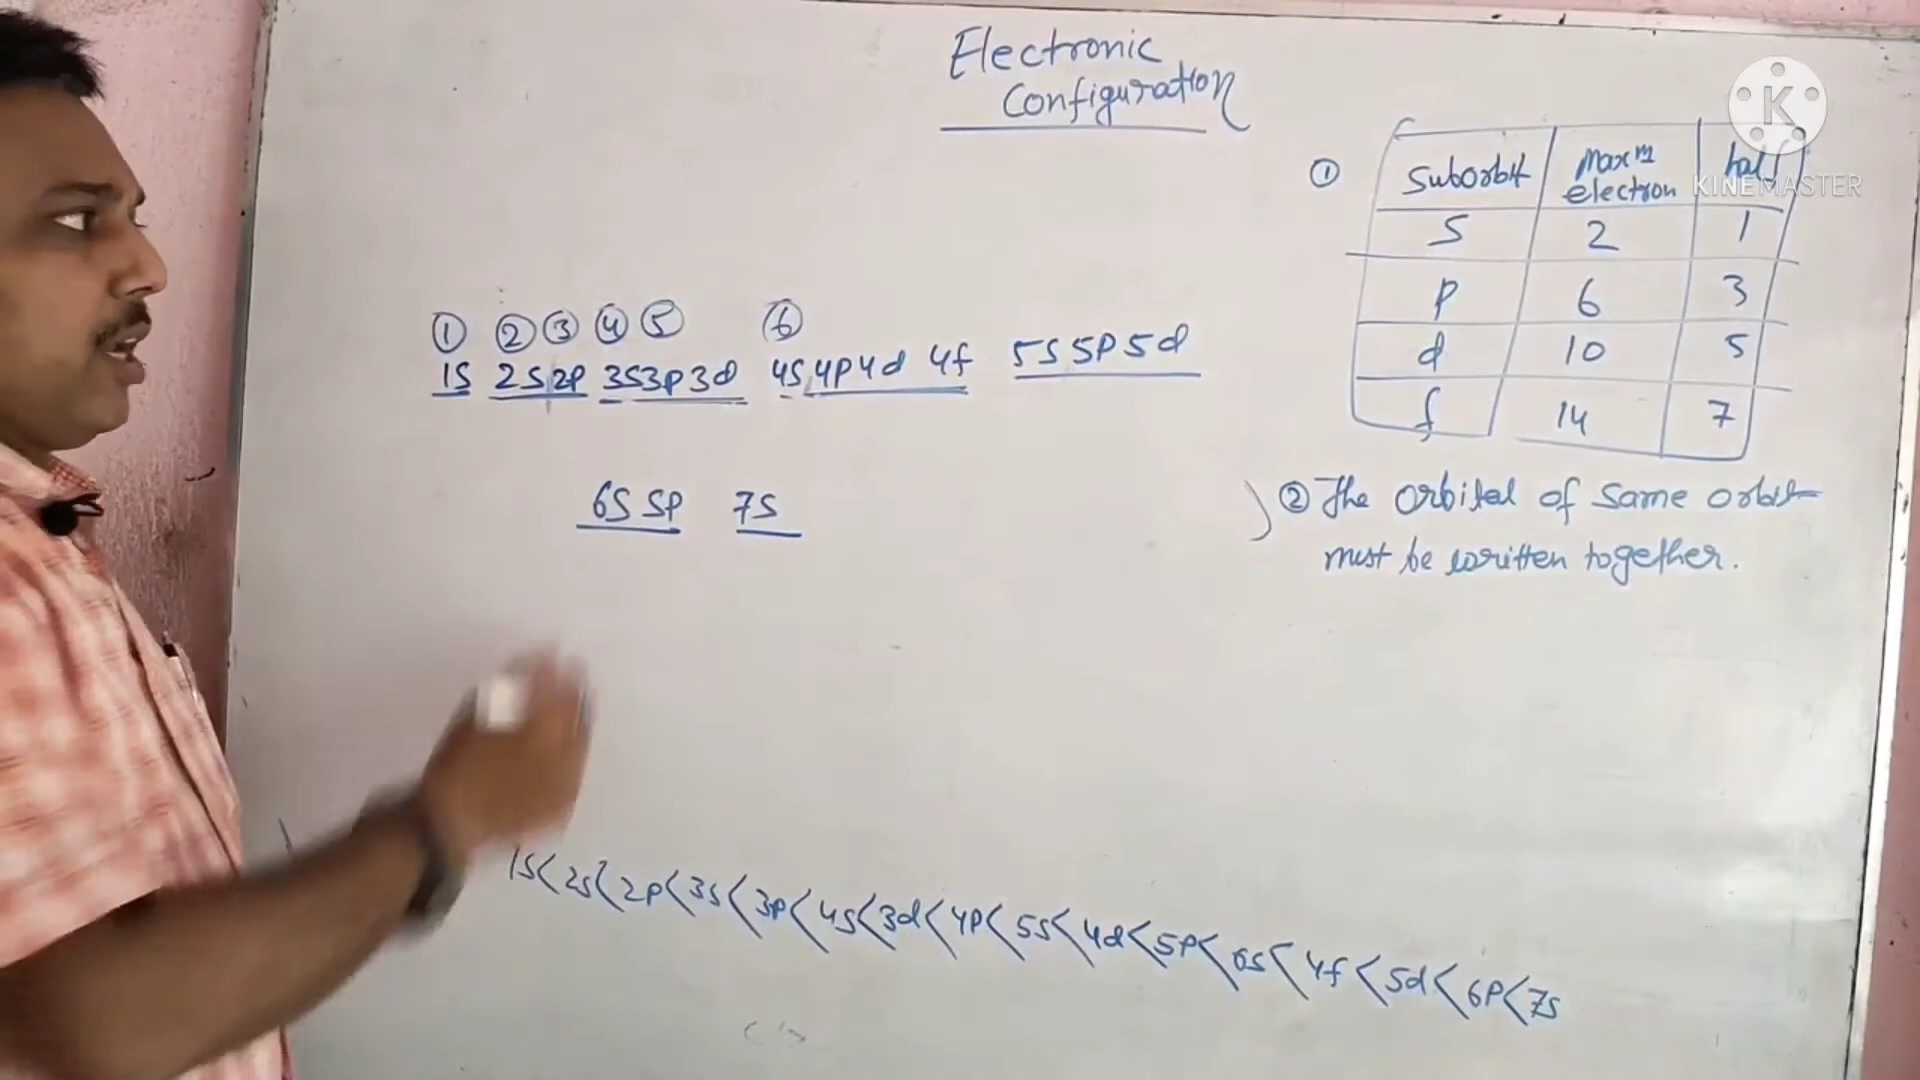 Electronic
Configuration
K
KINEMASTER
① Suborbit Max^m electron half
S 2 1
P 6 3
d 10 5
f 14 7
① ② ③ ④ ⑤ ⑥
1S 2S 2P 3S 3P 3d 4S 4P 4d 4f 5S 5P 5d
6S 5P 7S
② The orbital of same orbit
must be written together.
1S<2S<2P<3S<3P<4S<3d<4P<5S<4d<5P<6S<4f<5d<6P<7S